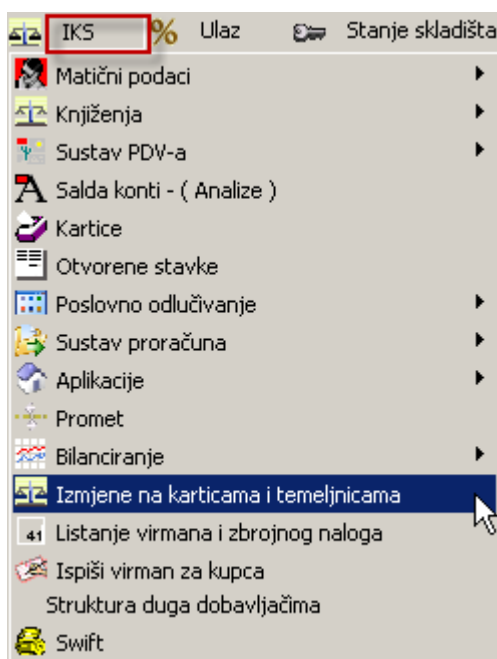 IKS % Ulaz Stanje skladišta
Matični podaci
Knjiženja
Sustav PDV-a
Salda konti - ( Analize )
Kartice
Otvorene stavke
Poslovno odlučivanje
Sustav proračuna
Aplikacije
Promet
Bilanciranje
Izmjene na karticama i temeljnicama
41 Listanje virmana i zbrojnog naloga
Ispiši virman za kupca
Struktura duga dobavljačima
Swift